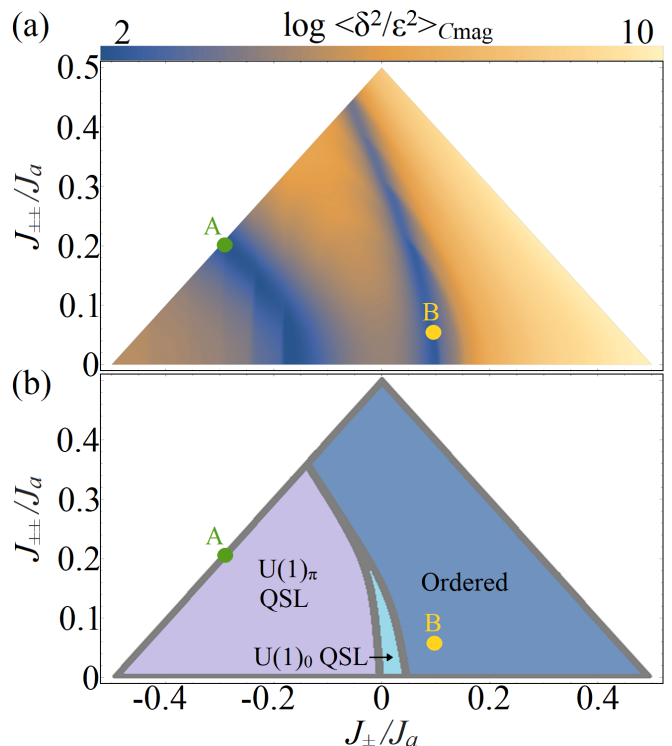 (a) log <δ²/ε²>Cmag
2 10
J±±/Ja
0.5
0.4
0.3
0.2
0.1
0
A
B
(b)
J±±/Ja
0.4
0.3
0.2
0.1
0
A
U(1)π
QSL
Ordered
B
U(1)₀ QSL
-0.4 -0.2 0 0.2 0.4
J±/Ja